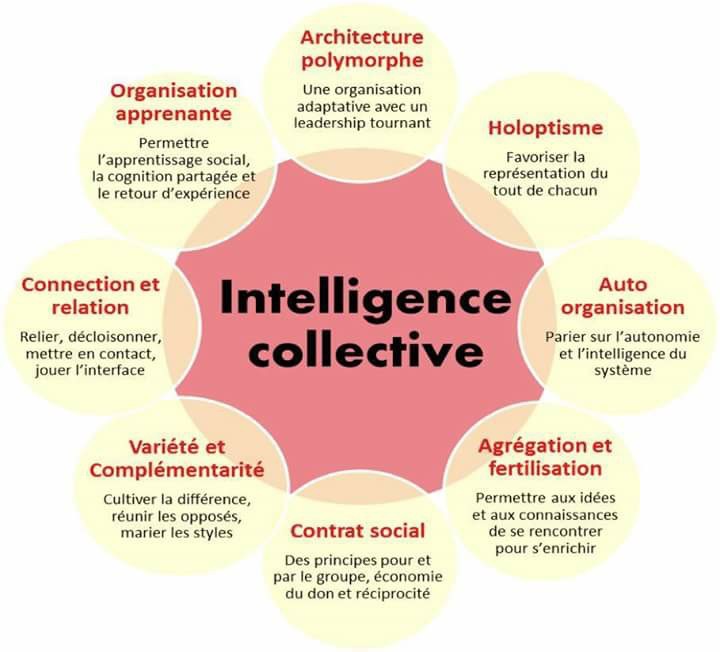 Architecture
polymorphe
Une organisation
adaptative avec un
leadership tournant
Holoptisme
Favoriser la
représentation du
tout de chacun
Auto
organisation
Parier sur l'autonomie
et l'intelligence du
système
Agrégation et
fertilisation
Permettre aux idées
et aux connaissances
de se rencontrer
pour s'enrichir
Contrat social
Des principes pour et
par le groupe, économie
du don et réciprocité
Variété et
Complémentarité
Cultiver la différence,
réunir les opposés,
marier les styles
Connection et
relation
Relier, décloisonner,
mettre en contact,
jouer l'interface
Organisation
apprenante
Permettre
l'apprentissage social,
la cognition partagée et
le retour d'expérience
Intelligence
collective